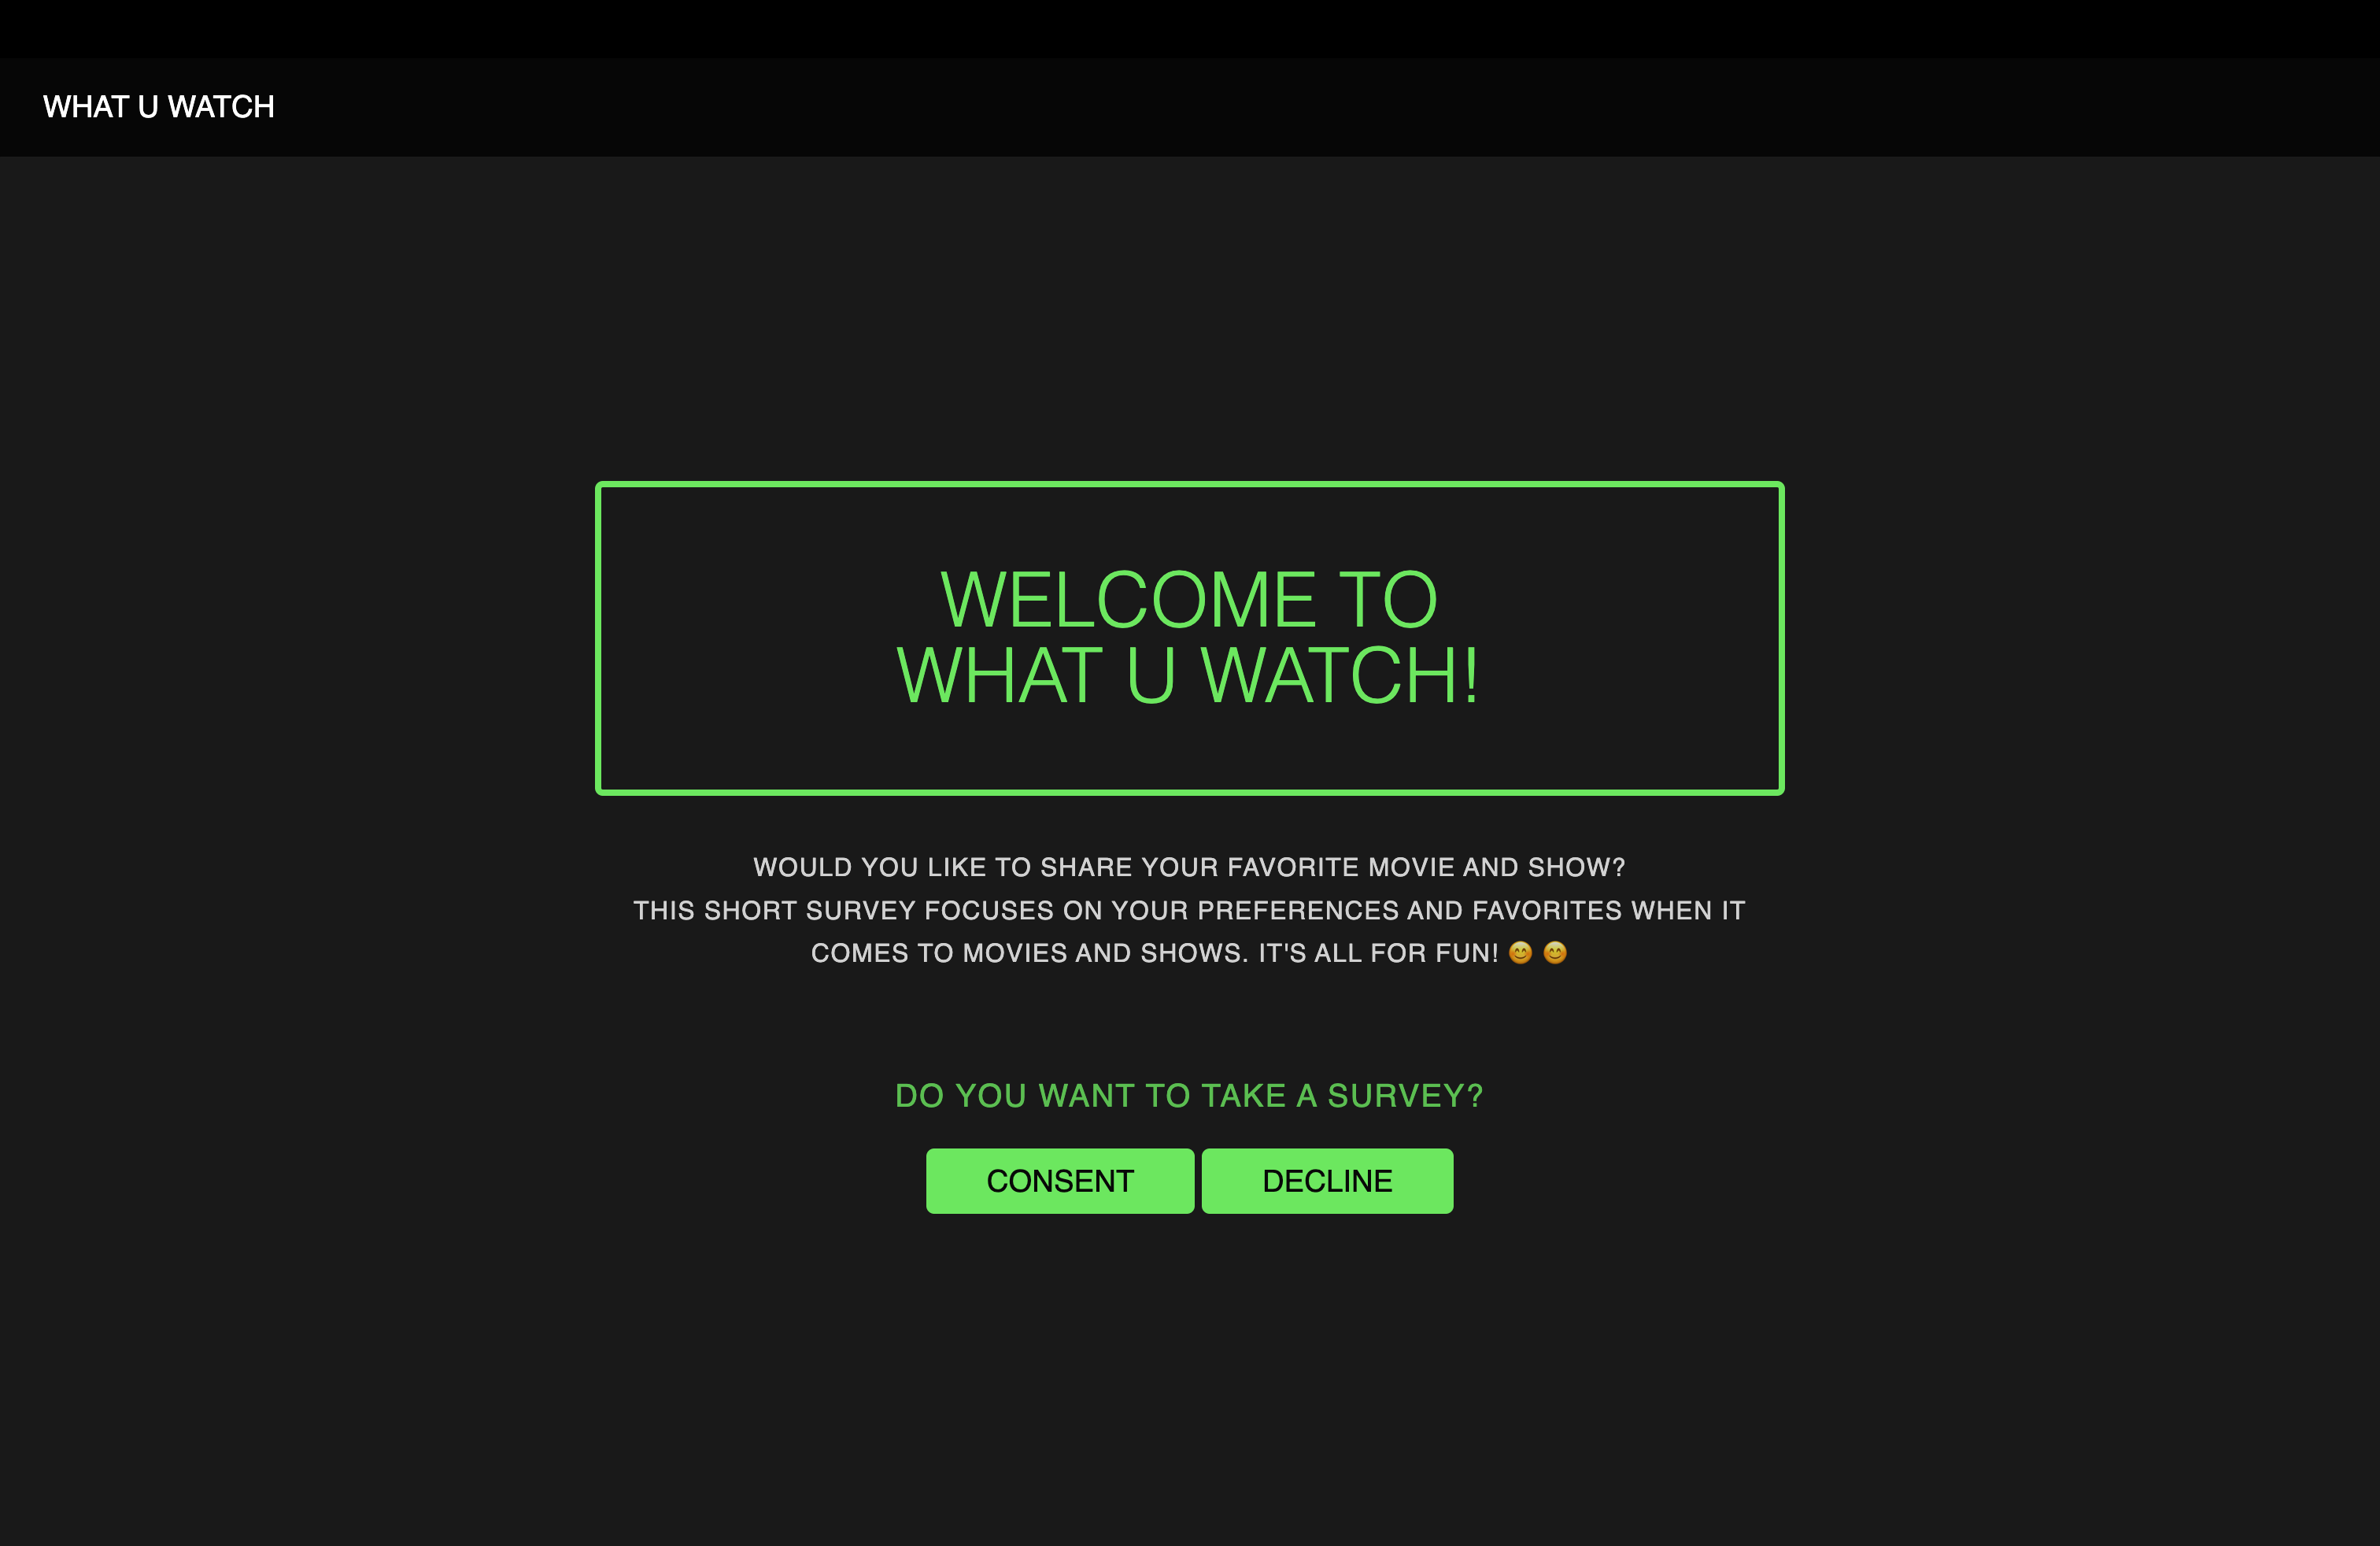 WHAT U WATCH
WELCOME TO
WHAT U WATCH!
WOULD YOU LIKE TO SHARE YOUR FAVORITE MOVIE AND SHOW?
THIS SHORT SURVEY FOCUSES ON YOUR PREFERENCES AND FAVORITES WHEN IT
COMES TO MOVIES AND SHOWS. IT'S ALL FOR FUN! 😊 😊
DO YOU WANT TO TAKE A SURVEY?
CONSENT DECLINE